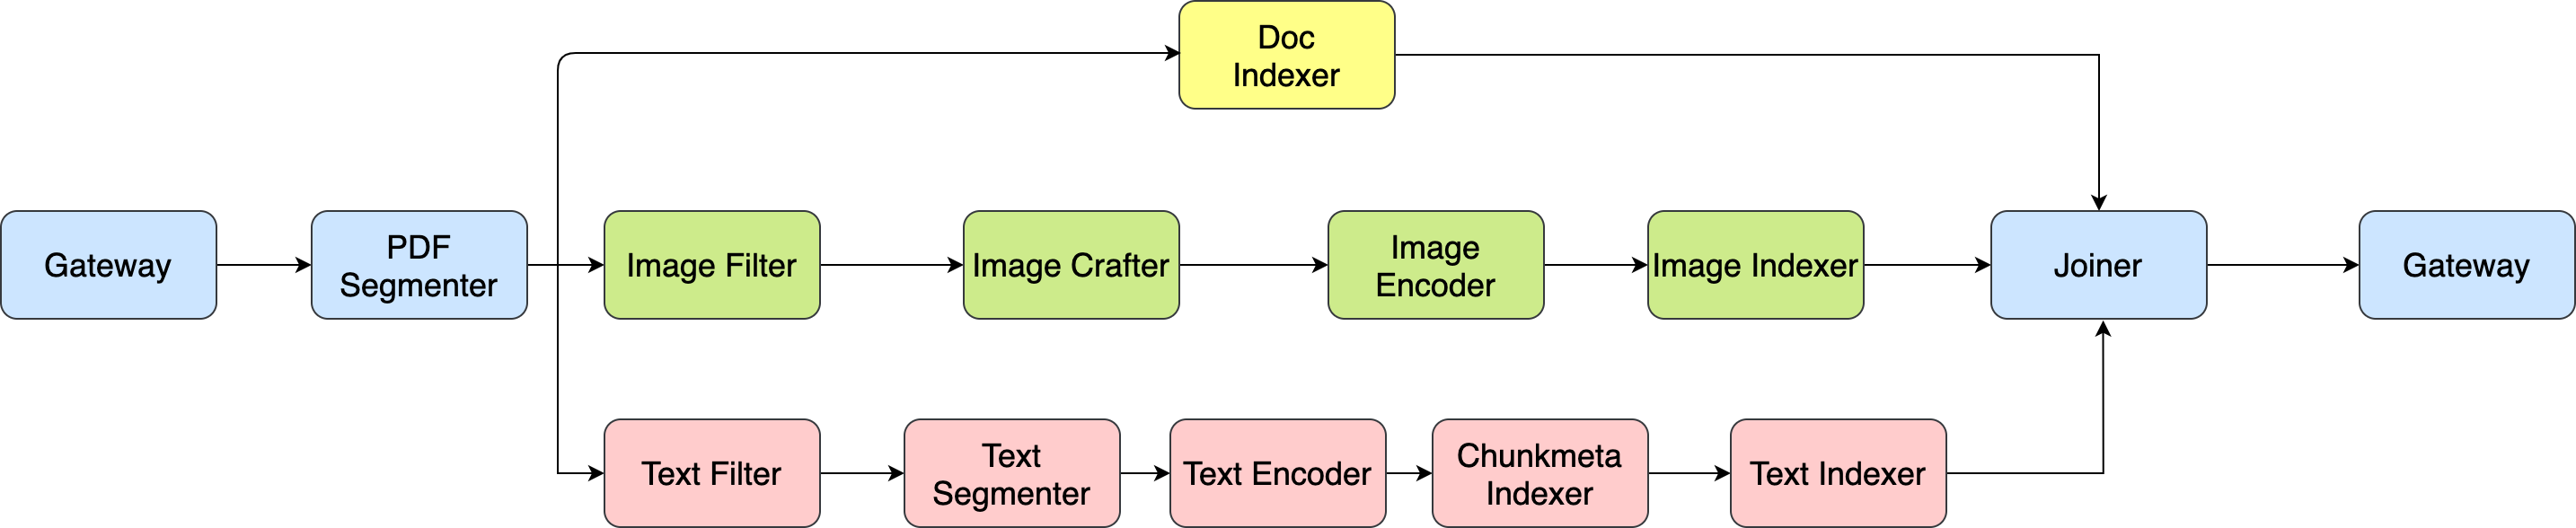 Doc
Indexer
Gateway
PDF
Segmenter
Image Filter
Image Crafter
Image
Encoder
Image Indexer
Joiner
Gateway
Text Filter
Text
Segmenter
Text Encoder
Chunkmeta
Indexer
Text Indexer